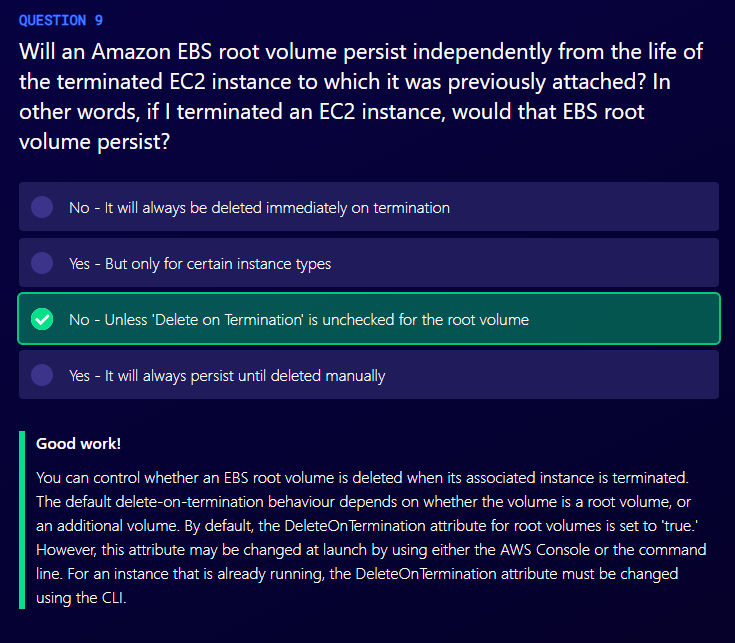 QUESTION 9
Will an Amazon EBS root volume persist independently from the life of
the terminated EC2 instance to which it was previously attached? In
other words, if I terminated an EC2 instance, would that EBS root
volume persist?
No - It will always be deleted immediately on termination
Yes - But only for certain instance types
No - Unless 'Delete on Termination' is unchecked for the root volume
Yes - It will always persist until deleted manually
Good work!
You can control whether an EBS root volume is deleted when its associated instance is terminated.
The default delete-on-termination behaviour depends on whether the volume is a root volume, or
an additional volume. By default, the DeleteOnTermination attribute for root volumes is set to 'true.'
However, this attribute may be changed at launch by using either the AWS Console or the command
line. For an instance that is already running, the DeleteOnTermination attribute must be changed
using the CLI.